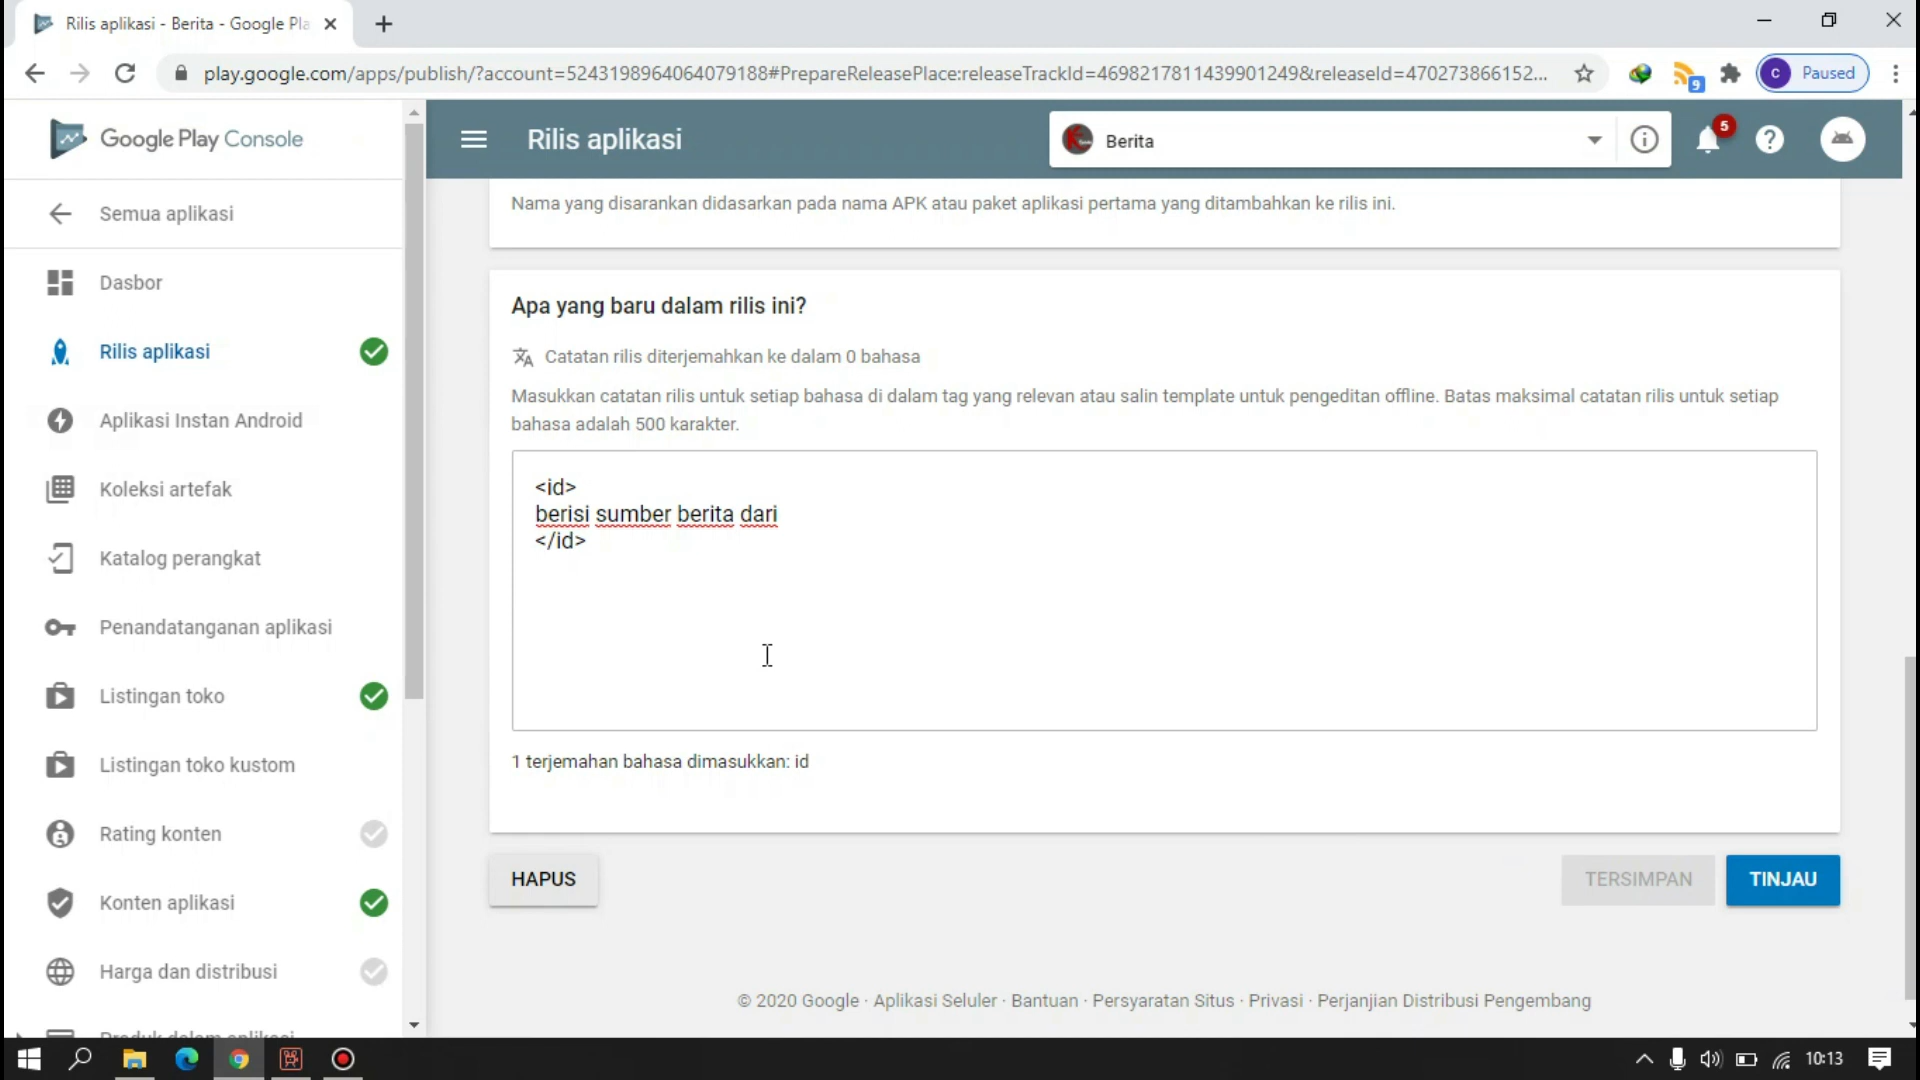 Rilis aplikasi - Berita - Google Pla
play.google.com/apps/publish/?account=5243198964064079188#PrepareReleasePlace:releaseTrackId=4698217811439901249&releaseId=470273866152...
9
C Paused
Google Play Console
Rilis aplikasi
Berita
5
Semua aplikasi
Dasbor
Rilis aplikasi
Aplikasi Instan Android
Koleksi artefak
Katalog perangkat
Penandatanganan aplikasi
Listingan toko
Listingan toko kustom
Rating konten
Konten aplikasi
Harga dan distribusi
Produk dalam aplikasi
Nama yang disarankan didasarkan pada nama APK atau paket aplikasi pertama yang ditambahkan ke rilis ini.
Apa yang baru dalam rilis ini?
Catatan rilis diterjemahkan ke dalam 0 bahasa
Masukkan catatan rilis untuk setiap bahasa di dalam tag yang relevan atau salin template untuk pengeditan offline. Batas maksimal catatan rilis untuk setiap
bahasa adalah 500 karakter.
<id>
berisi sumber berita dari
</id>
1 terjemahan bahasa dimasukkan: id
HAPUS
TERSIMPAN
TINJAU
© 2020 Google · Aplikasi Seluler · Bantuan · Persyaratan Situs · Privasi · Perjanjian Distribusi Pengembang
10:13